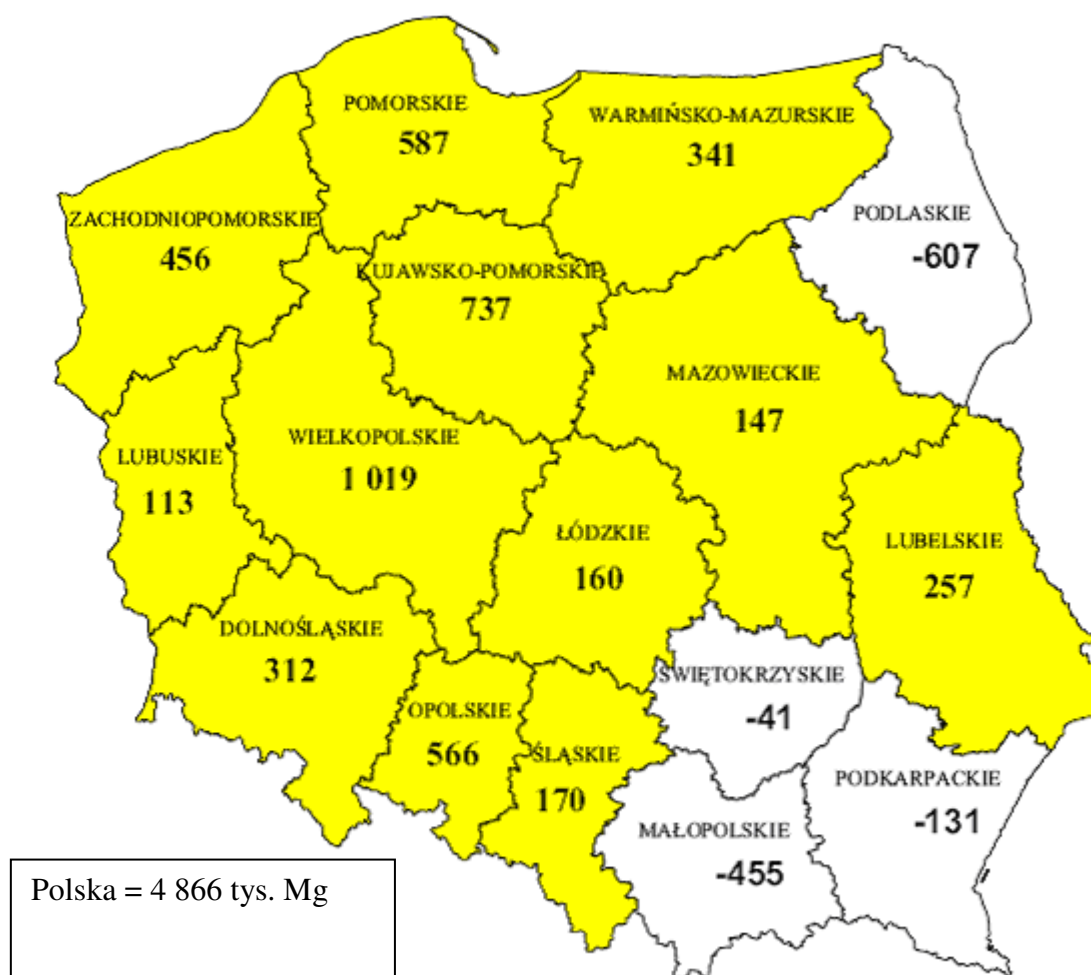 POMORSKIE
587
WARMIŃSKO-MAZURSKIE
341
ZACHODNIOPOMORSKIE
456
PODLASKIE
-607
KUJAWSKO-POMORSKIE
737
MAZOWIECKIE
147
LUBUSKIE
113
WIELKOPOLSKIE
1 019
ŁÓDZKIE
160
LUBELSKIE
257
DOLNOŚLĄSKIE
312
OPOLSKIE
566
ŚLĄSKIE
170
ŚWIĘTOKRZYSKIE
-41
MAŁOPOLSKIE
-455
PODKARPACKIE
-131
Polska = 4 866 tys. Mg